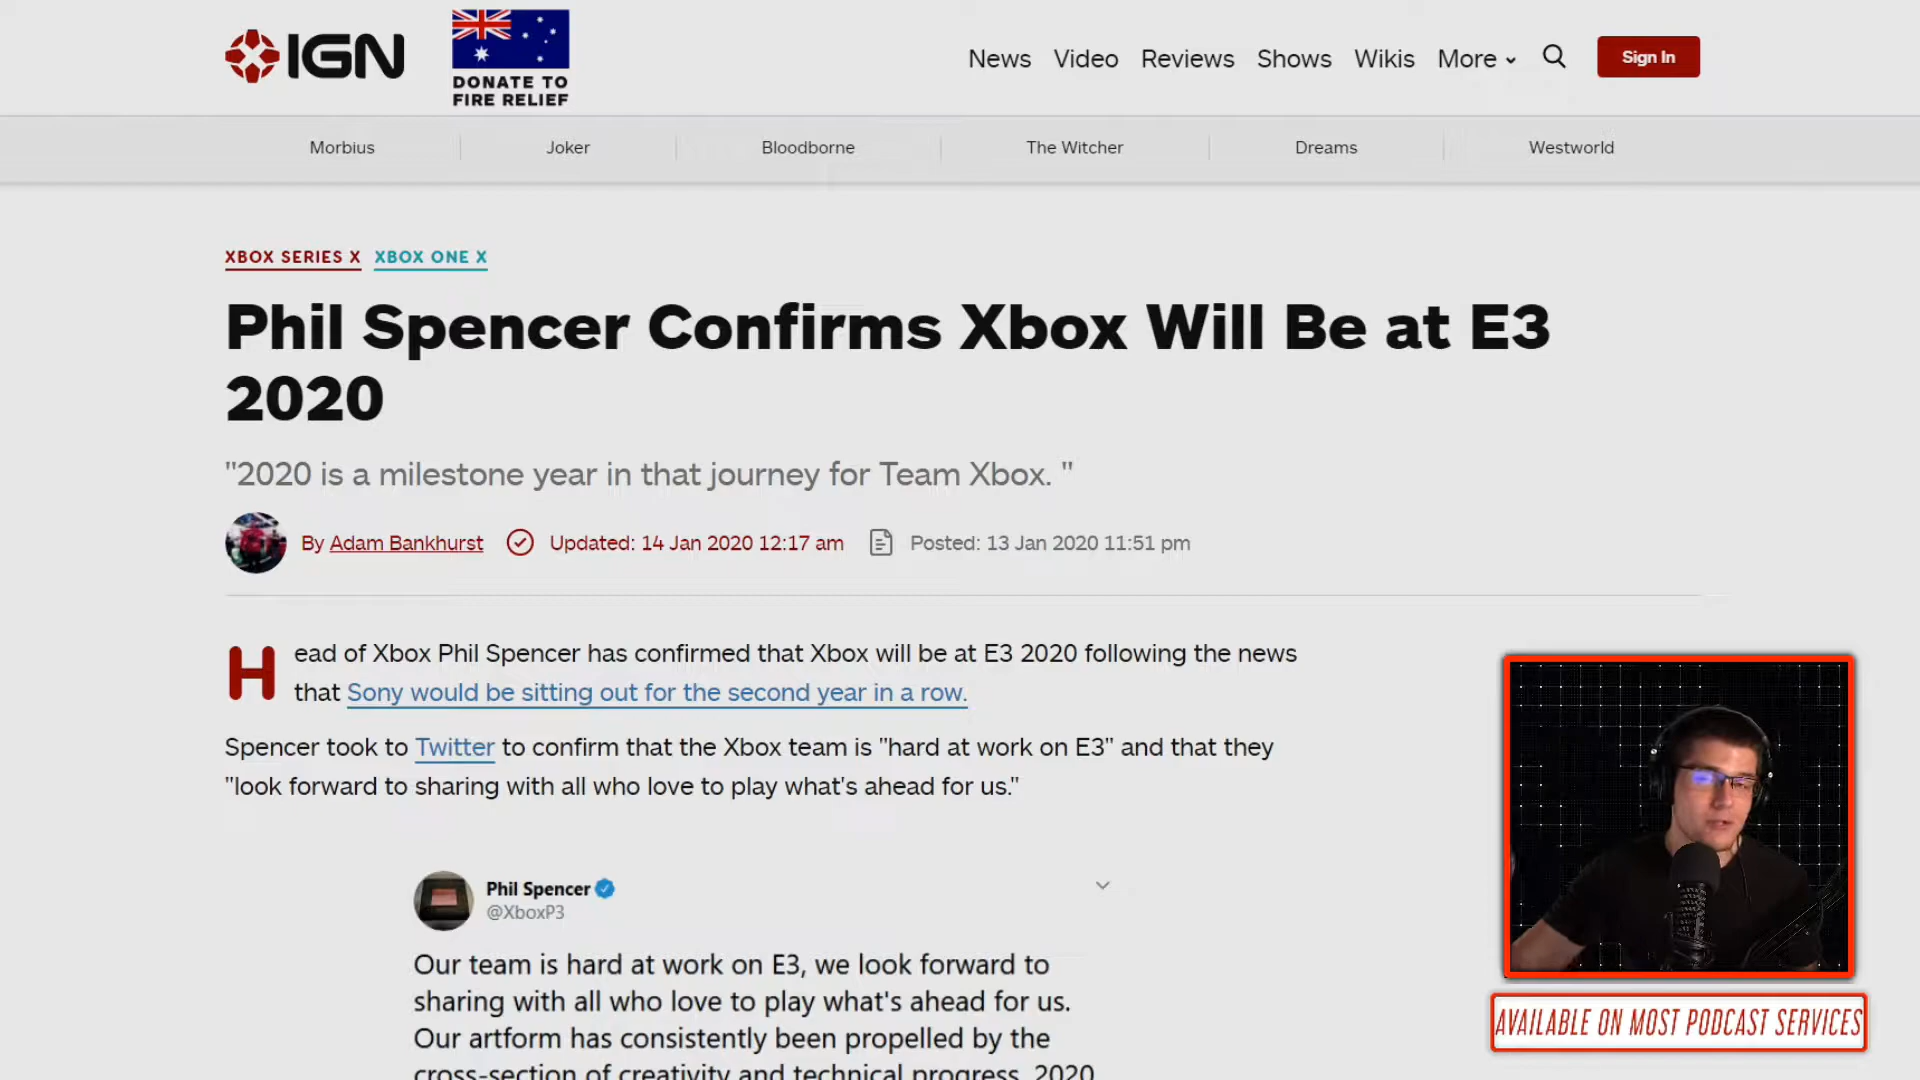 IGN
DONATE TO
FIRE RELIEF
News Video Reviews Shows Wikis More Sign In
Morbius Joker Bloodborne The Witcher Dreams Westworld
XBOX SERIES X XBOX ONE X
Phil Spencer Confirms Xbox Will Be at E3
2020
"2020 is a milestone year in that journey for Team Xbox. "
By Adam Bankhurst Updated: 14 Jan 2020 12:17 am Posted: 13 Jan 2020 11:51 pm
Head of Xbox Phil Spencer has confirmed that Xbox will be at E3 2020 following the news
that Sony would be sitting out for the second year in a row.
Spencer took to Twitter to confirm that the Xbox team is "hard at work on E3" and that they
"look forward to sharing with all who love to play what's ahead for us."
Phil Spencer
@XboxP3
Our team is hard at work on E3, we look forward to
sharing with all who love to play what's ahead for us.
Our artform has consistently been propelled by the
cross-section of creativity and technical progress. 2020
AVAILABLE ON MOST PODCAST SERVICES